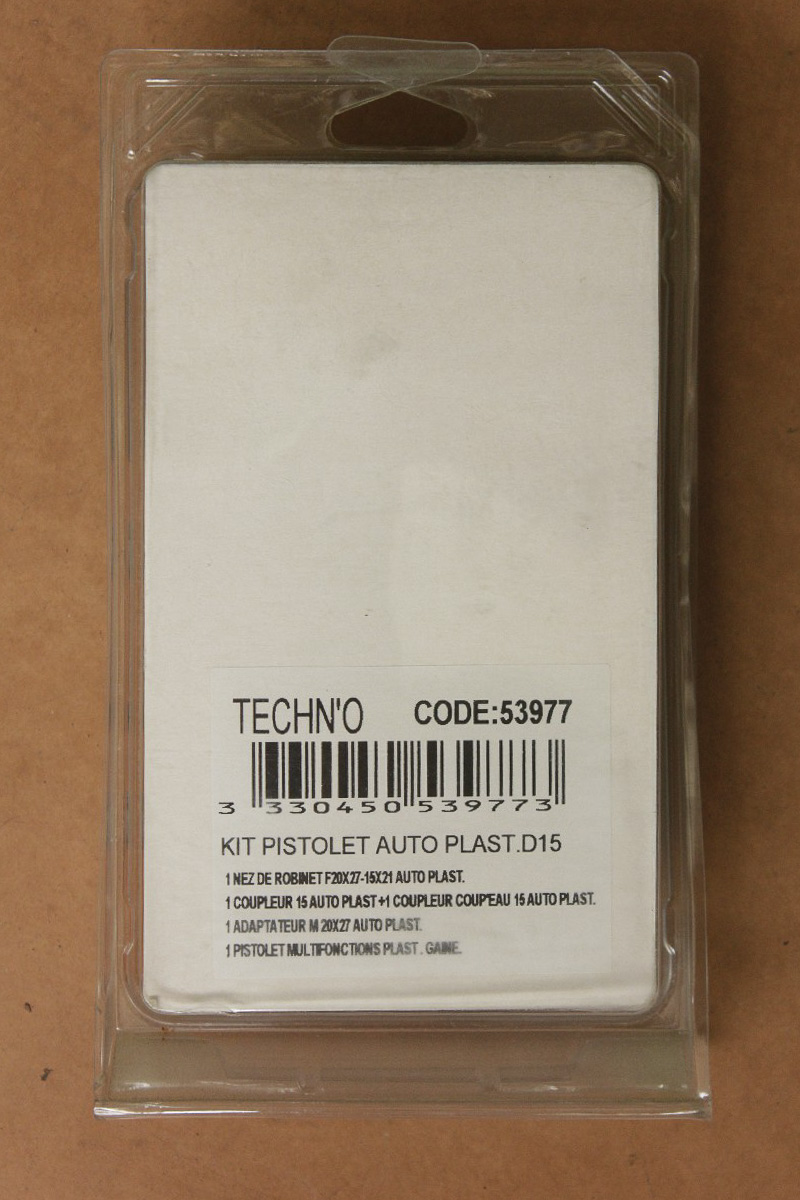 TECHN'O CODE:53977
3 330450 539773
KIT PISTOLET AUTO PLAST.D15
1 NEZ DE ROBINET F20X27-15X21 AUTO PLAST.
1 COUPLEUR 15 AUTO PLAST+1 COUPLEUR COUP'EAU 15 AUTO PLAST.
1 ADAPTATEUR M 20X27 AUTO PLAST.
1 PISTOLET MULTIFONCTIONS PLAST. GAINE.